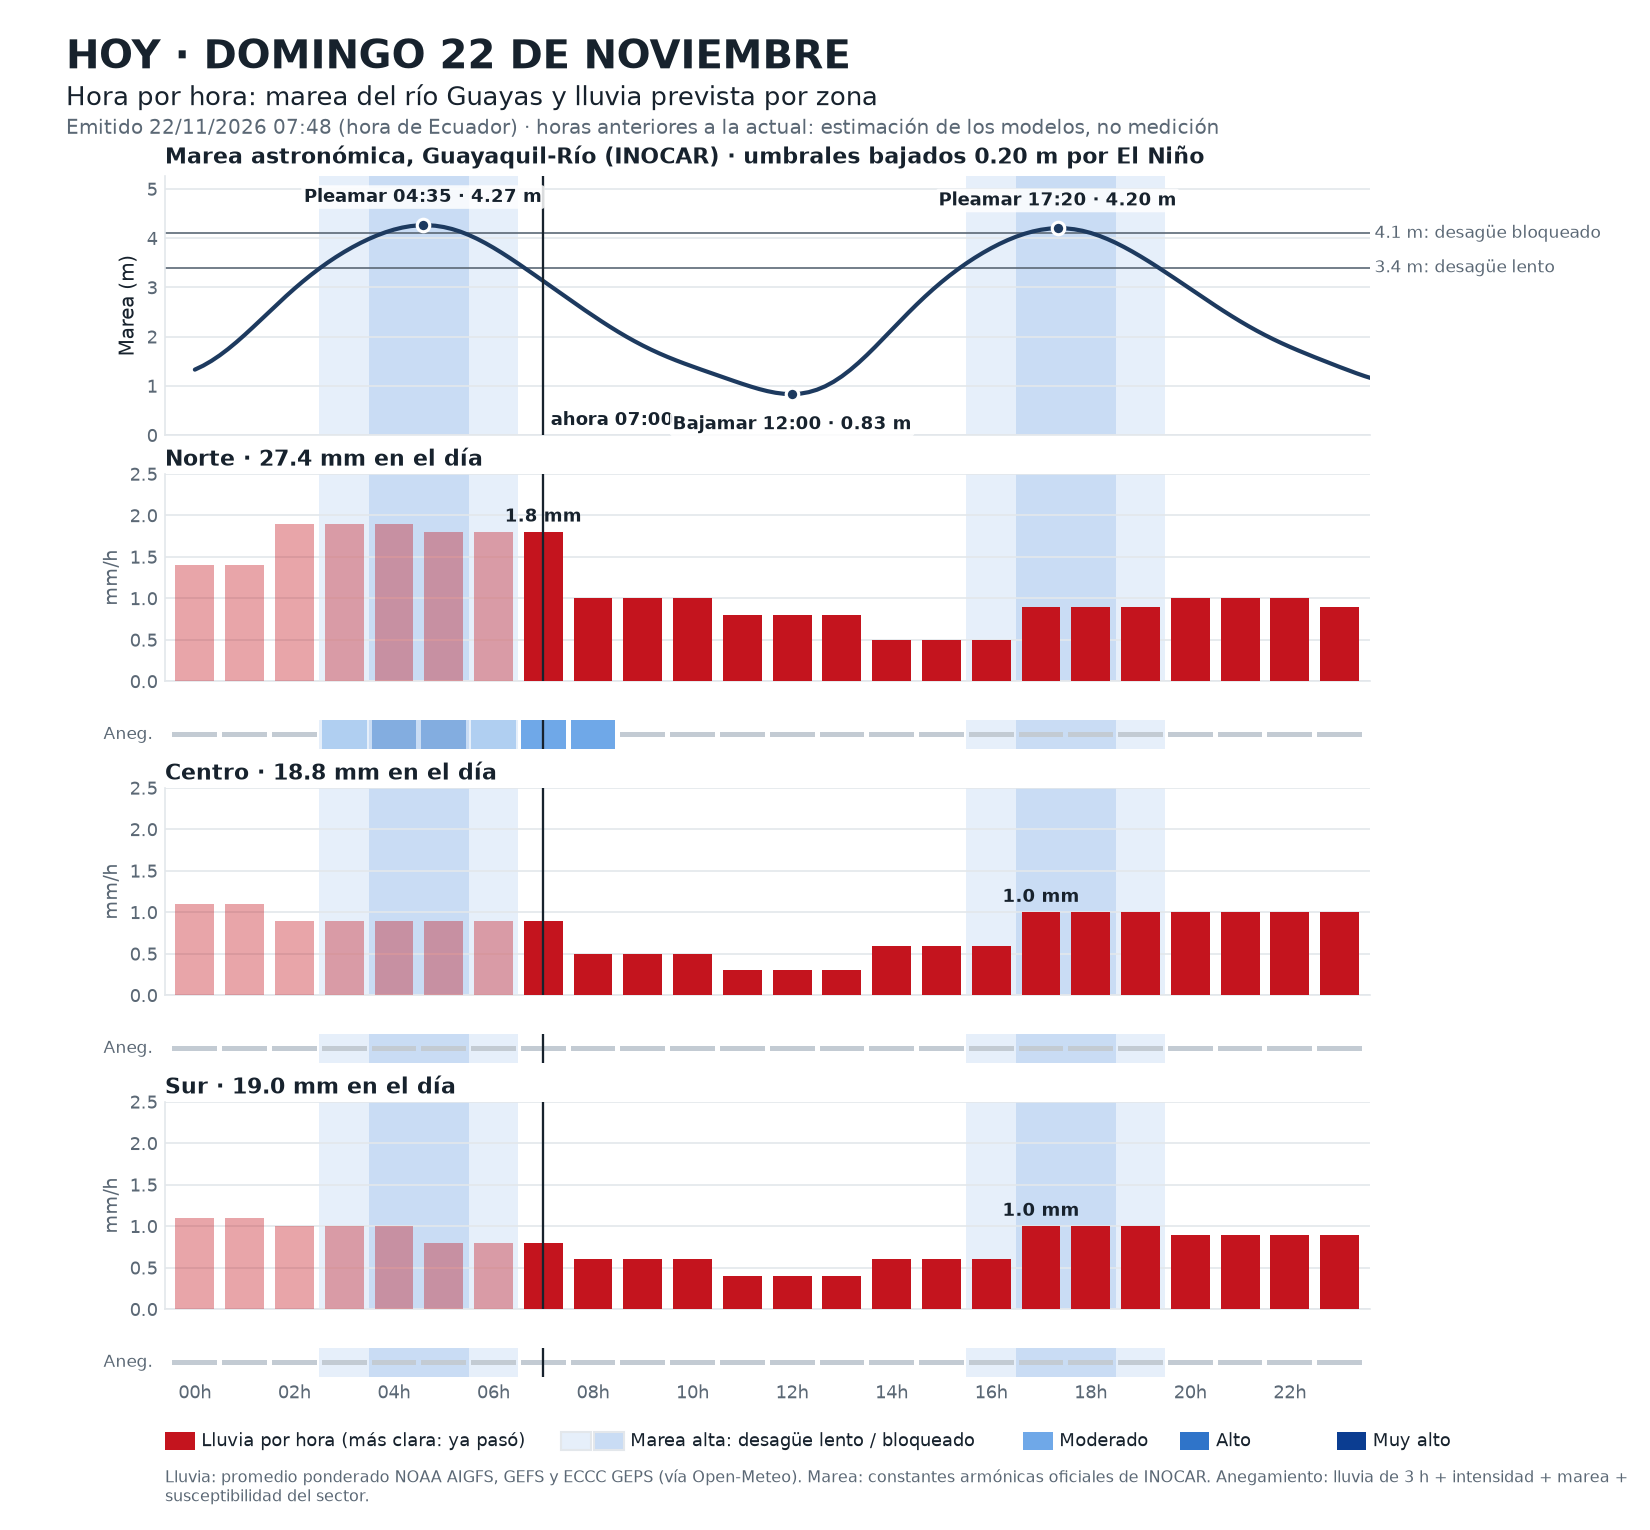 HOY · DOMINGO 22 DE NOVIEMBRE
Hora por hora: marea del río Guayas y lluvia prevista por zona
Emitido 22/11/2026 07:48 (hora de Ecuador) · horas anteriores a la actual: estimación de los modelos, no medición
Marea astronómica, Guayaquil-Río (INOCAR) · umbrales bajados 0.20 m por El Niño
Marea (m)
5
4
3
2
1
0
Pleamar 04:35 · 4.27 m
Pleamar 17:20 · 4.20 m
4.1 m: desagüe bloqueado
3.4 m: desagüe lento
ahora 07:00
Bajamar 12:00 · 0.83 m
Norte · 27.4 mm en el día
mm/h
2.5
2.0
1.5
1.0
0.5
0.0
1.8 mm
Aneg.
Centro · 18.8 mm en el día
mm/h
2.5
2.0
1.5
1.0
0.5
0.0
1.0 mm
Aneg.
Sur · 19.0 mm en el día
mm/h
2.5
2.0
1.5
1.0
0.5
0.0
1.0 mm
Aneg.
00h 02h 04h 06h 08h 10h 12h 14h 16h 18h 20h 22h
Lluvia por hora (más clara: ya pasó) Marea alta: desagüe lento / bloqueado Moderado Alto Muy alto
Lluvia: promedio ponderado NOAA AIGFS, GEFS y ECCC GEPS (vía Open-Meteo). Marea: constantes armónicas oficiales de INOCAR. Anegamiento: lluvia de 3 h + intensidad + marea +
susceptibilidad del sector.